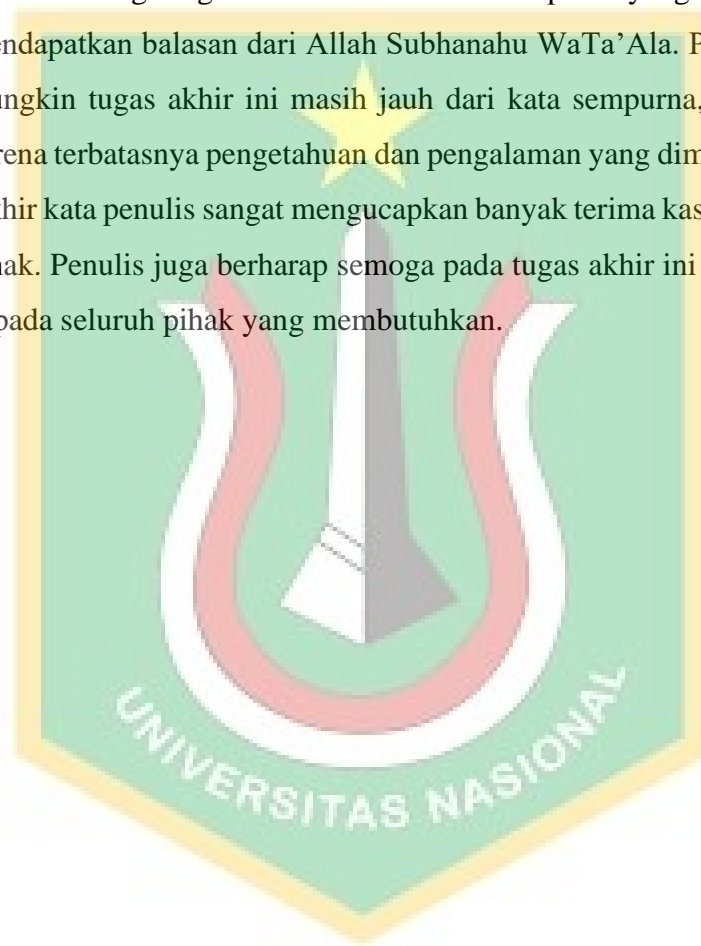 endapatkan balasan dari Allah Subhanahu WaTa’Ala. P
ungkin tugas akhir ini masih jauh dari kata sempurna,
rena terbatasnya pengetahuan dan pengalaman yang dim
khir kata penulis sangat mengucapkan banyak terima kas
ak. Penulis juga berharap semoga pada tugas akhir ini
pada seluruh pihak yang membutuhkan.
UNIVERSITAS NASIONAL